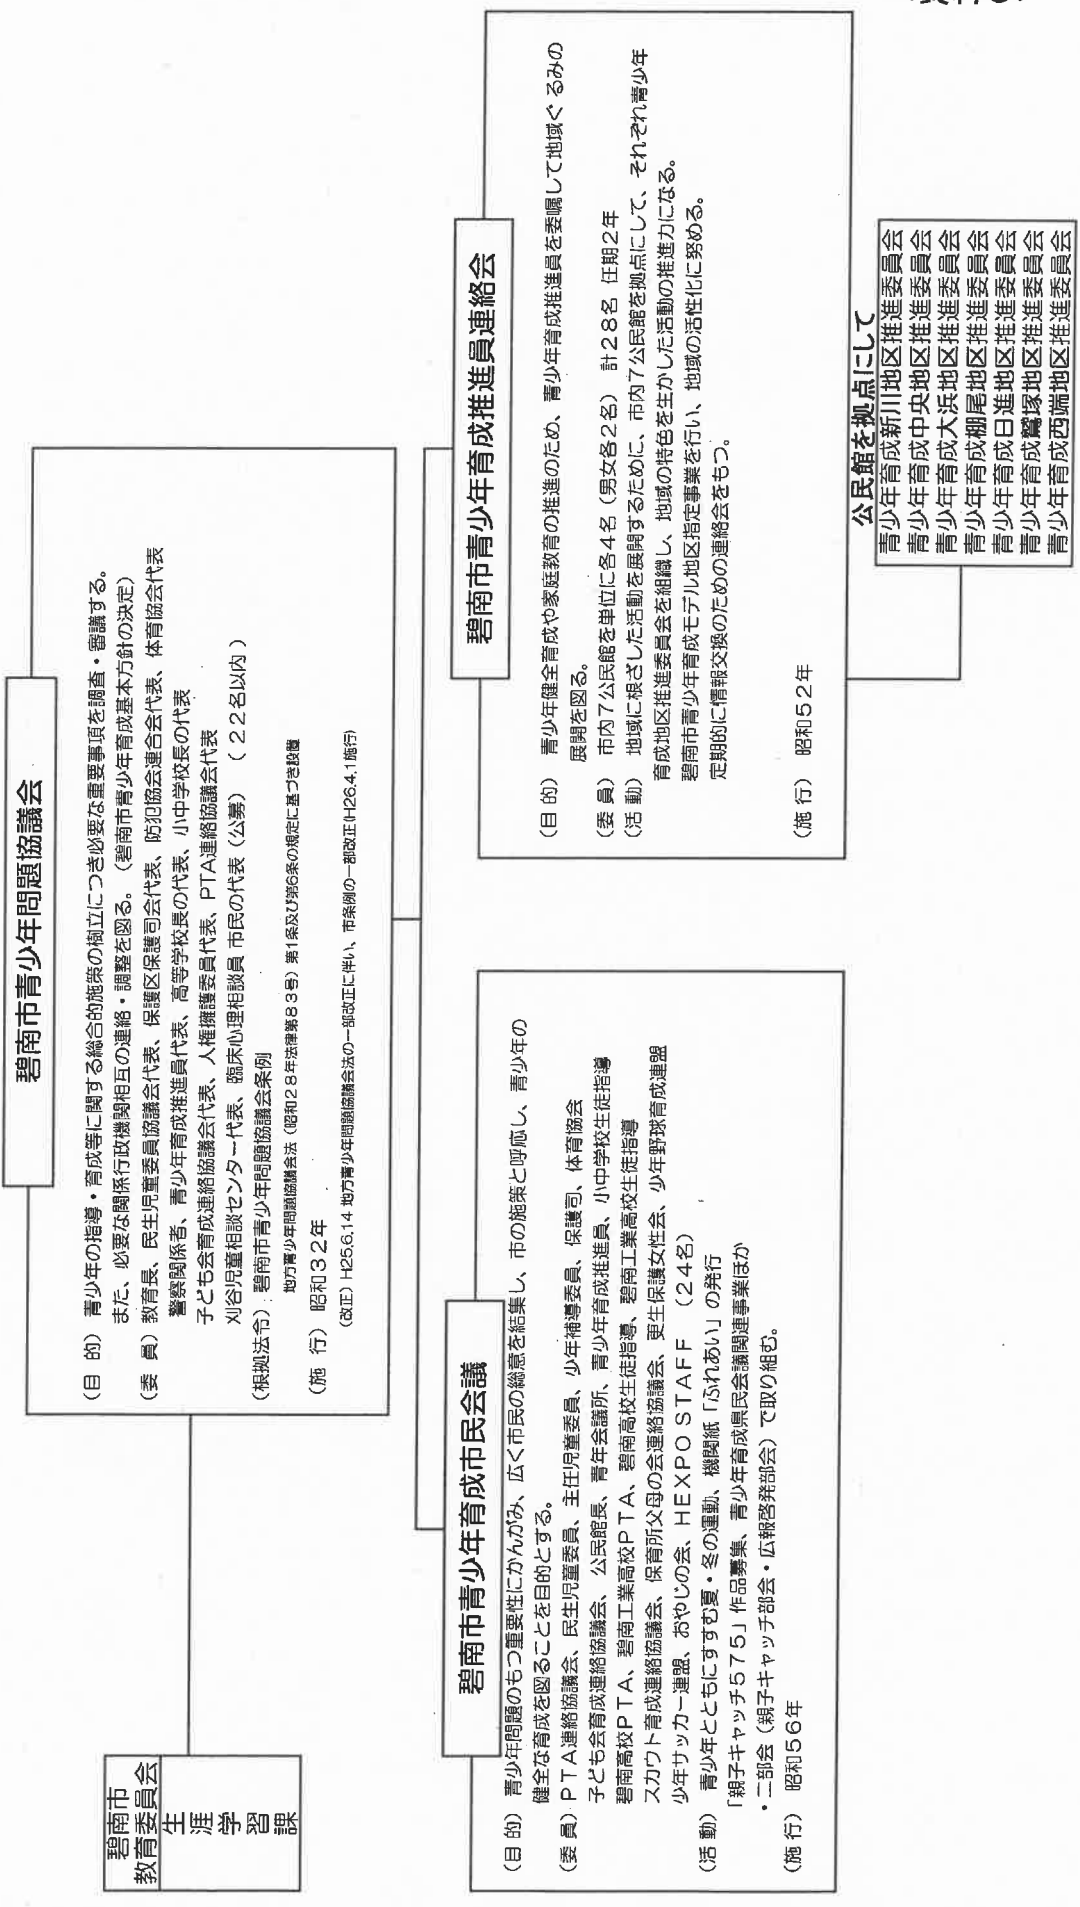 碧南市
教育委員会
生涯学習課
碧南市青少年問題協議会
（目 的） 青少年の指導・育成等に関する総合的施策の樹立につき必要な重要事項を調査・審議する。
また、必要な関係行政機関相互の連絡・調整を図る。（碧南市青少年育成基本方針の決定）
（委 員） 教育長、民生児童委員協議会代表、保護区保護司会代表、防犯協会連合会代表、体育協会代表
警察関係者、青少年育成推進員代表、高等学校長の代表、小中学校長の代表
子ども会育成連絡協議会代表、人権擁護委員代表、PTA連絡協議会代表
刈谷児童相談センター代表、臨床心理相談員 市民の代表（公募） （２２名以内）
（根拠法令）：碧南市青少年問題協議会条例
地方青少年問題協議会法（昭和２８年法律第８３号）第１条及び第6条の規定に基づき設置
（施 行） 昭和３２年
（改正）H25.6.14 地方青少年問題協議会法の一部改正に伴い、市条例の一部改正(H26.4.1施行)
碧南市青少年育成市民会議
（目 的） 青少年問題のもつ重要性にかんがみ、広く市民の総意を結集し、市の施策と呼応し、青少年の
健全な育成を図ることを目的とする。
（委 員）ＰＴＡ連絡協議会、民生児童委員、主任児童委員、少年補導委員、保護司、体育協会
子ども会育成連絡協議会、公民館長、青年会議所、青少年育成推進員、小中学校生徒指導
碧南高校ＰＴＡ、碧南工業高校ＰＴＡ、碧南高校生徒指導、碧南工業高校生徒指導
スカウト育成連絡協議会、保育所父母の会連絡協議会、更生保護女性会、少年野球育成連盟
少年サッカー連盟、おやじの会、ＨＥＸＰＯ ＳＴＡＦＦ （２４名）
（活 動） 青少年とともにすすむ夏・冬の運動、機関紙「ふれあい」の発行
「親子キャッチ５７５」作品募集、青少年育成県民会議関連事業ほか
・二部会（親子キャッチ部会・広報啓発部会）で取り組む。
（施 行） 昭和５６年
碧南市青少年育成推進員連絡会
（目 的） 青少年健全育成や家庭教育の推進のため、青少年育成推進員を委嘱して地域ぐるみの
展開を図る。
（委 員） 市内７公民館を単位に各４名（男女各２名） 計２８名 任期２年
（活 動） 地域に根ざした活動を展開するために、市内７公民館を拠点にして、それぞれ青少年
育成地区推進委員会を組織し、地域の特色を生かした活動の推進力になる。
碧南市青少年育成モデル地区指定事業を行い、地域の活性化に努める。
定期的に情報交換のための連絡会をもつ。
（施 行） 昭和５２年
公民館を拠点にして
青少年育成新川地区推進委員会
青少年育成中央地区推進委員会
青少年育成大浜地区推進委員会
青少年育成棚尾地区推進委員会
青少年育成日進地区推進委員会
青少年育成鷲塚地区推進委員会
青少年育成西端地区推進委員会